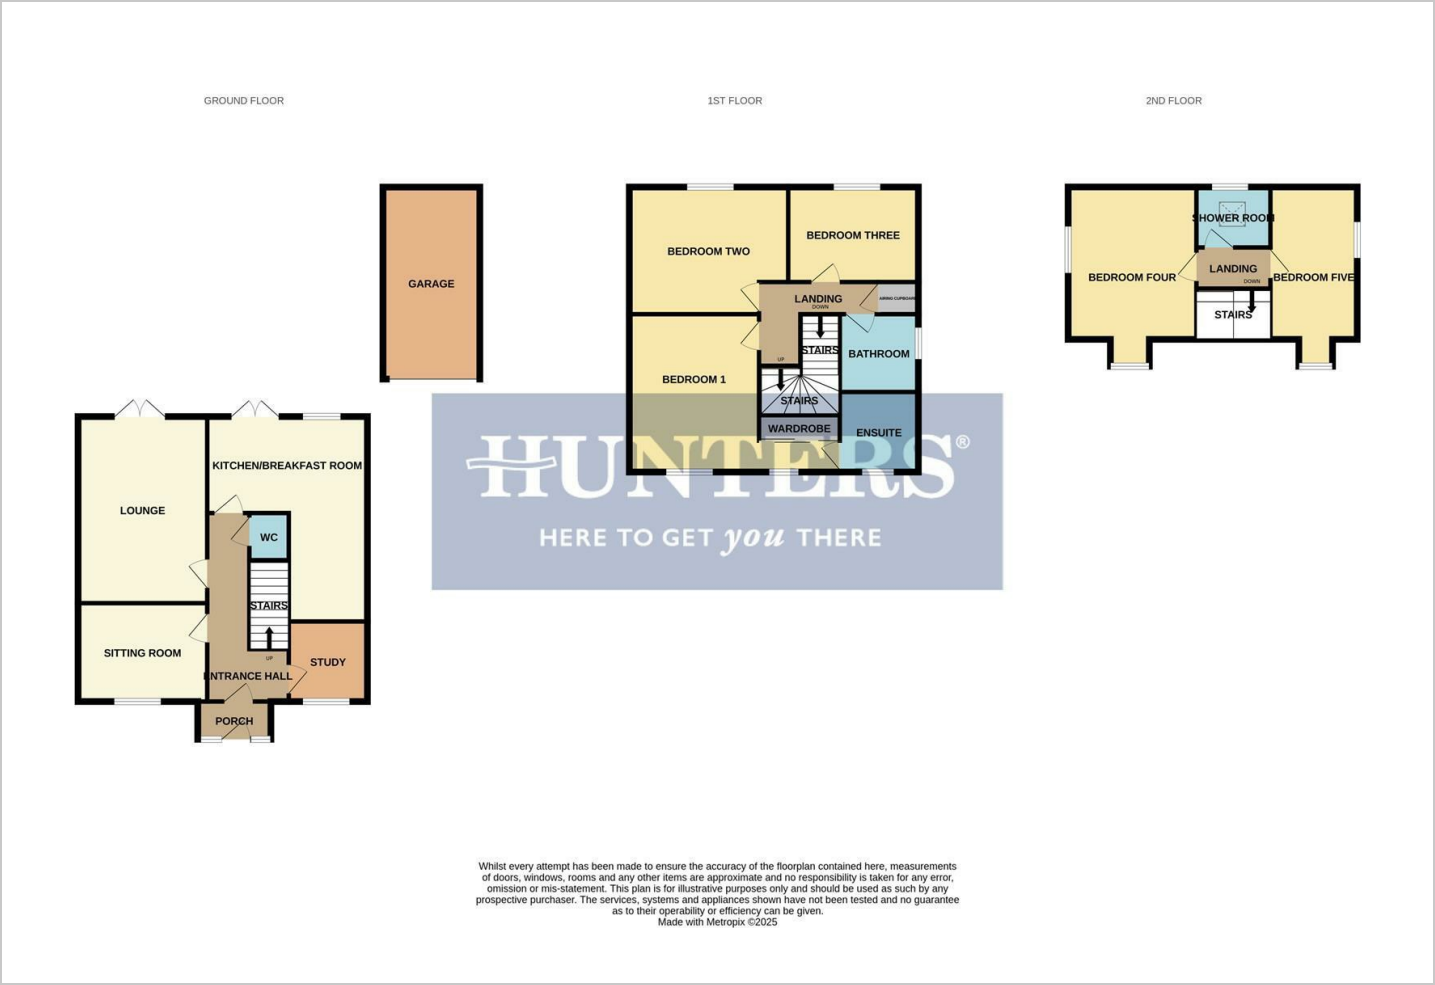 GROUND FLOOR
1ST FLOOR
2ND FLOOR
GARAGE
KITCHEN/BREAKFAST ROOM
LOUNGE
WC
STAIRS
SITTING ROOM
UP
STUDY
ENTRANCE HALL
PORCH
BEDROOM TWO
BEDROOM THREE
LANDING
DOWN
AIRING CUPBOARD
STAIRS
BATHROOM
UP
BEDROOM 1
STAIRS
WARDROBE
ENSUITE
SHOWER ROOM
BEDROOM FOUR
LANDING
DOWN
BEDROOM FIVE
STAIRS
HUNTERS®
HERE TO GET you THERE
Whilst every attempt has been made to ensure the accuracy of the floorplan contained here, measurements
of doors, windows, rooms and any other items are approximate and no responsibility is taken for any error,
omission or mis-statement. This plan is for illustrative purposes only and should be used as such by any
prospective purchaser. The services, systems and appliances shown have not been tested and no guarantee
as to their operability or efficiency can be given.
Made with Metropix ©2025